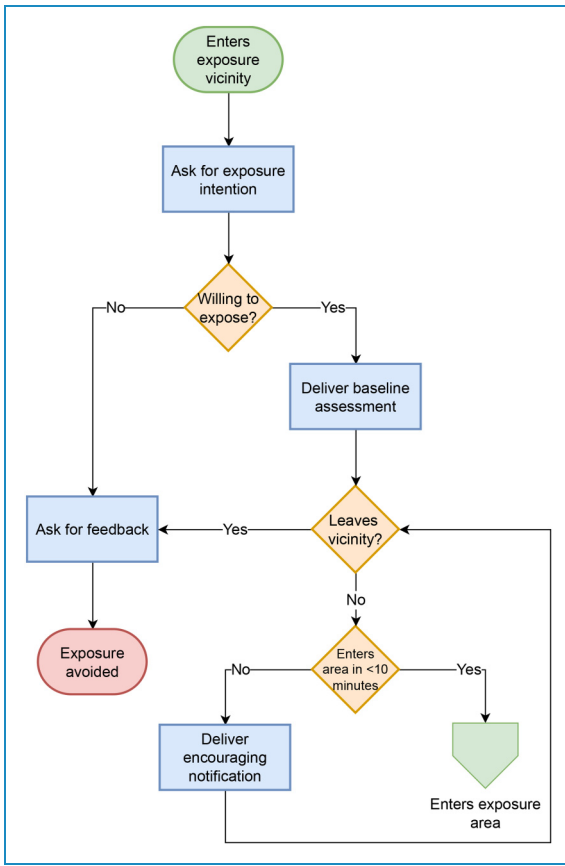 Enters
exposure
vicinity
Ask for exposure
intention
Willing to
expose?
No
Yes
Deliver baseline
assessment
Leaves
vicinity?
Yes
Ask for feedback
No
Exposure
avoided
Enters
area in <10
minutes
No
Yes
Deliver
encouraging
notification
Enters exposure
area